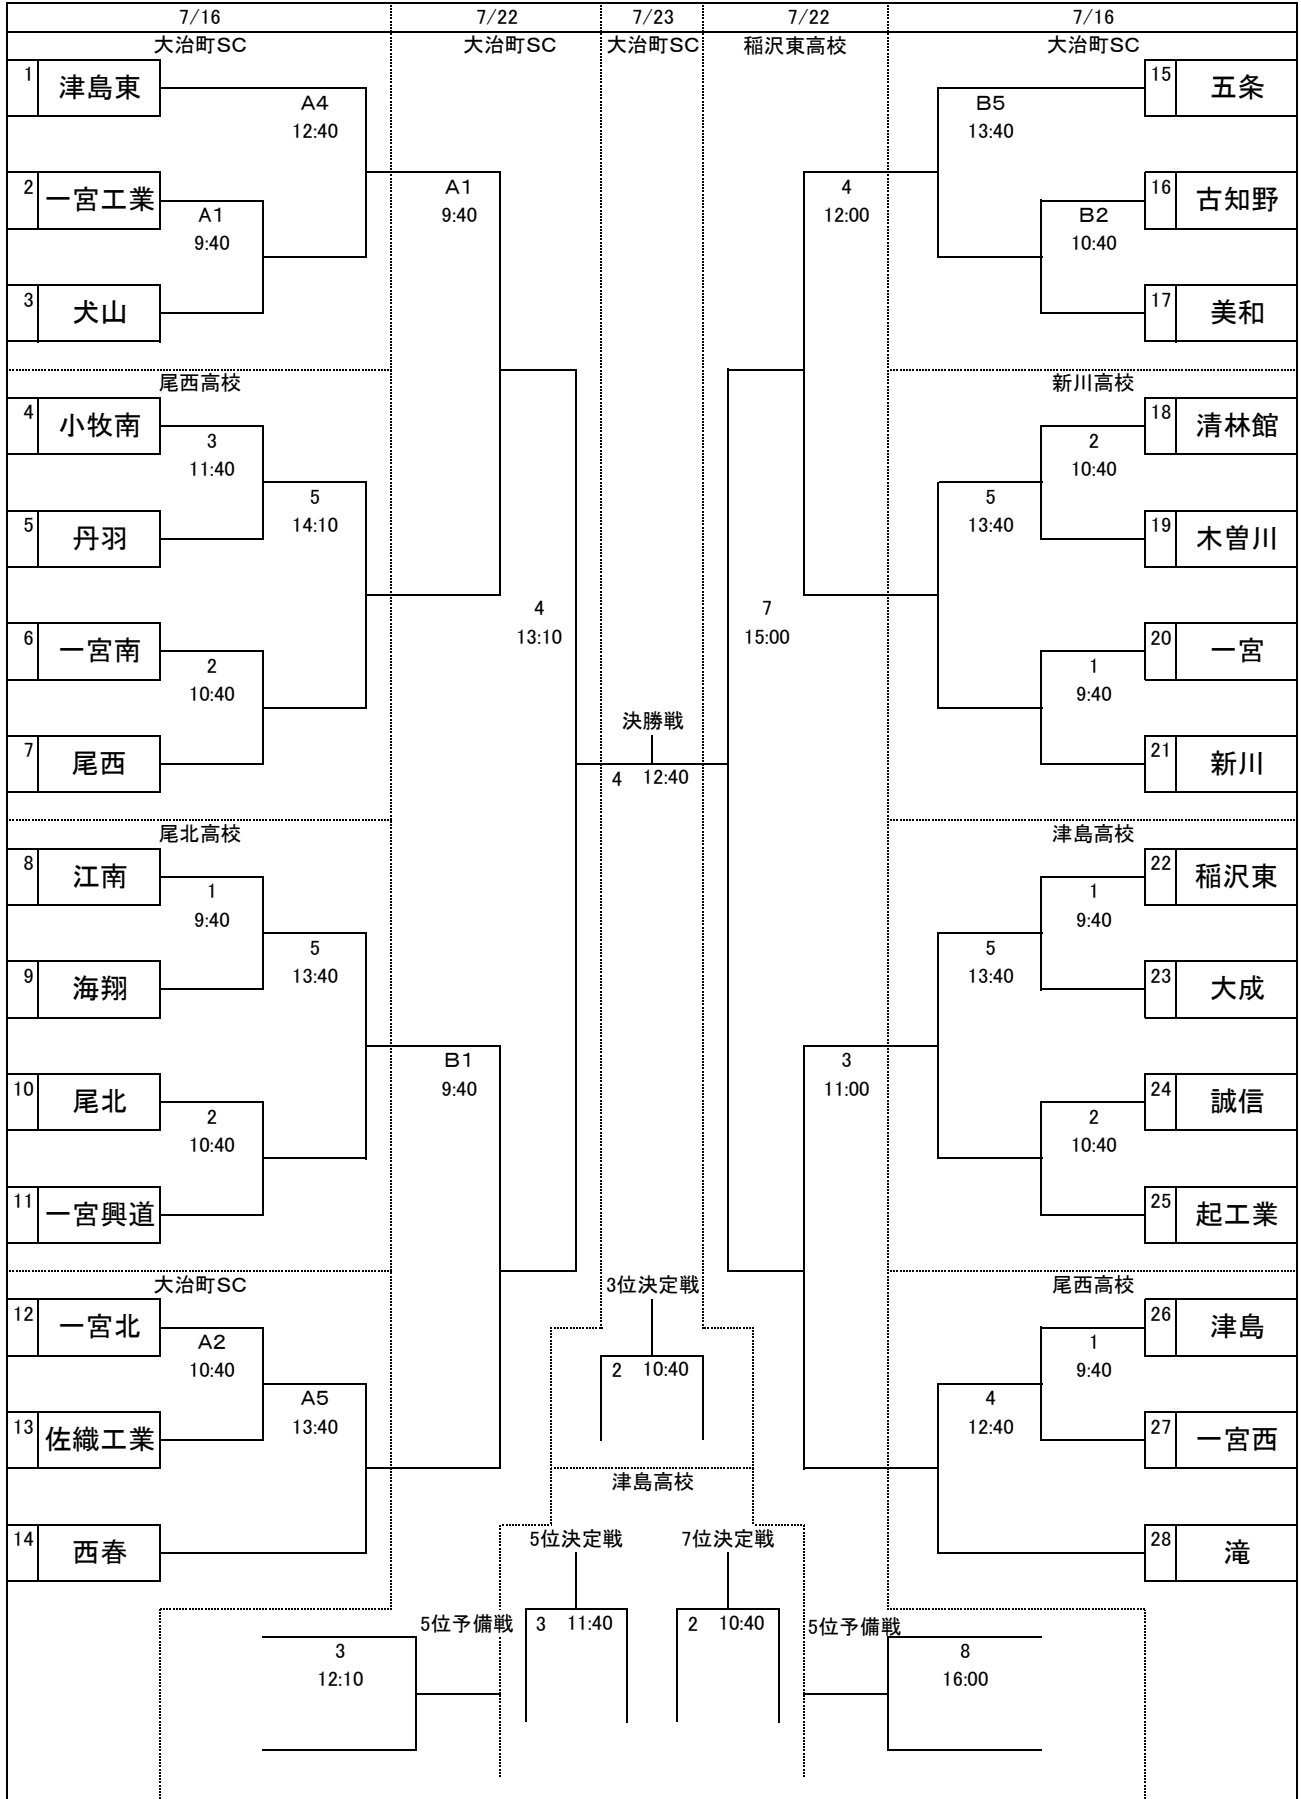 7/16 7/22 7/23 7/22 7/16
大治町SC 大治町SC 大治町SC 稲沢東高校 大治町SC
1 津島東
A4
12:40
2 一宮工業
A1
9:40
3 犬山
A1
9:40
尾西高校
4 小牧南
3
11:40
5 丹羽
5
14:10
6 一宮南
2
10:40
7 尾西
4
13:10
尾北高校
8 江南
1
9:40
9 海翔
5
13:40
10 尾北
2
10:40
11 一宮興道
B1
9:40
大治町SC
12 一宮北
A2
10:40
13 佐織工業
A5
13:40
14 西春
決勝戦
4 12:40
3位決定戦
2 10:40
津島高校
5位決定戦 7位決定戦
5位予備戦 3 11:40 2 10:40 5位予備戦
3
12:10
8
16:00
15 五条
B5
13:40
16 古知野
B2
10:40
17 美和
4
12:00
新川高校
18 清林館
2
10:40
19 木曽川
5
13:40
20 一宮
1
9:40
21 新川
7
15:00
津島高校
22 稲沢東
1
9:40
23 大成
5
13:40
24 誠信
2
10:40
25 起工業
3
11:00
尾西高校
26 津島
1
9:40
27 一宮西
4
12:40
28 滝